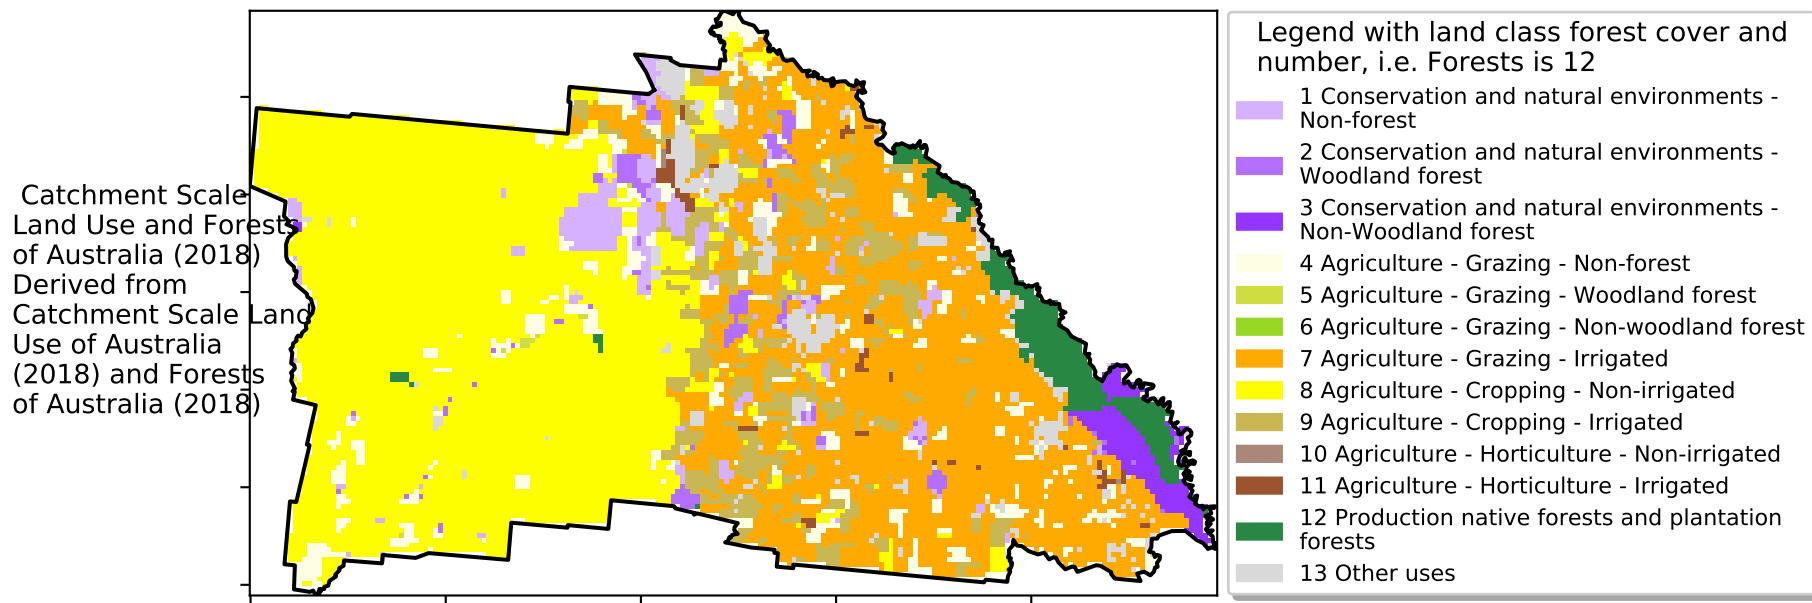 Catchment Scale
Land Use and Forests
of Australia (2018)
Derived from
Catchment Scale Land
Use of Australia
(2018) and Forests
of Australia (2018)
Legend with land class forest cover and
number, i.e. Forests is 12
1 Conservation and natural environments -
Non-forest
2 Conservation and natural environments -
Woodland forest
3 Conservation and natural environments -
Non-Woodland forest
4 Agriculture - Grazing - Non-forest
5 Agriculture - Grazing - Woodland forest
6 Agriculture - Grazing - Non-woodland forest
7 Agriculture - Grazing - Irrigated
8 Agriculture - Cropping - Non-irrigated
9 Agriculture - Cropping - Irrigated
10 Agriculture - Horticulture - Non-irrigated
11 Agriculture - Horticulture - Irrigated
12 Production native forests and plantation
forests
13 Other uses